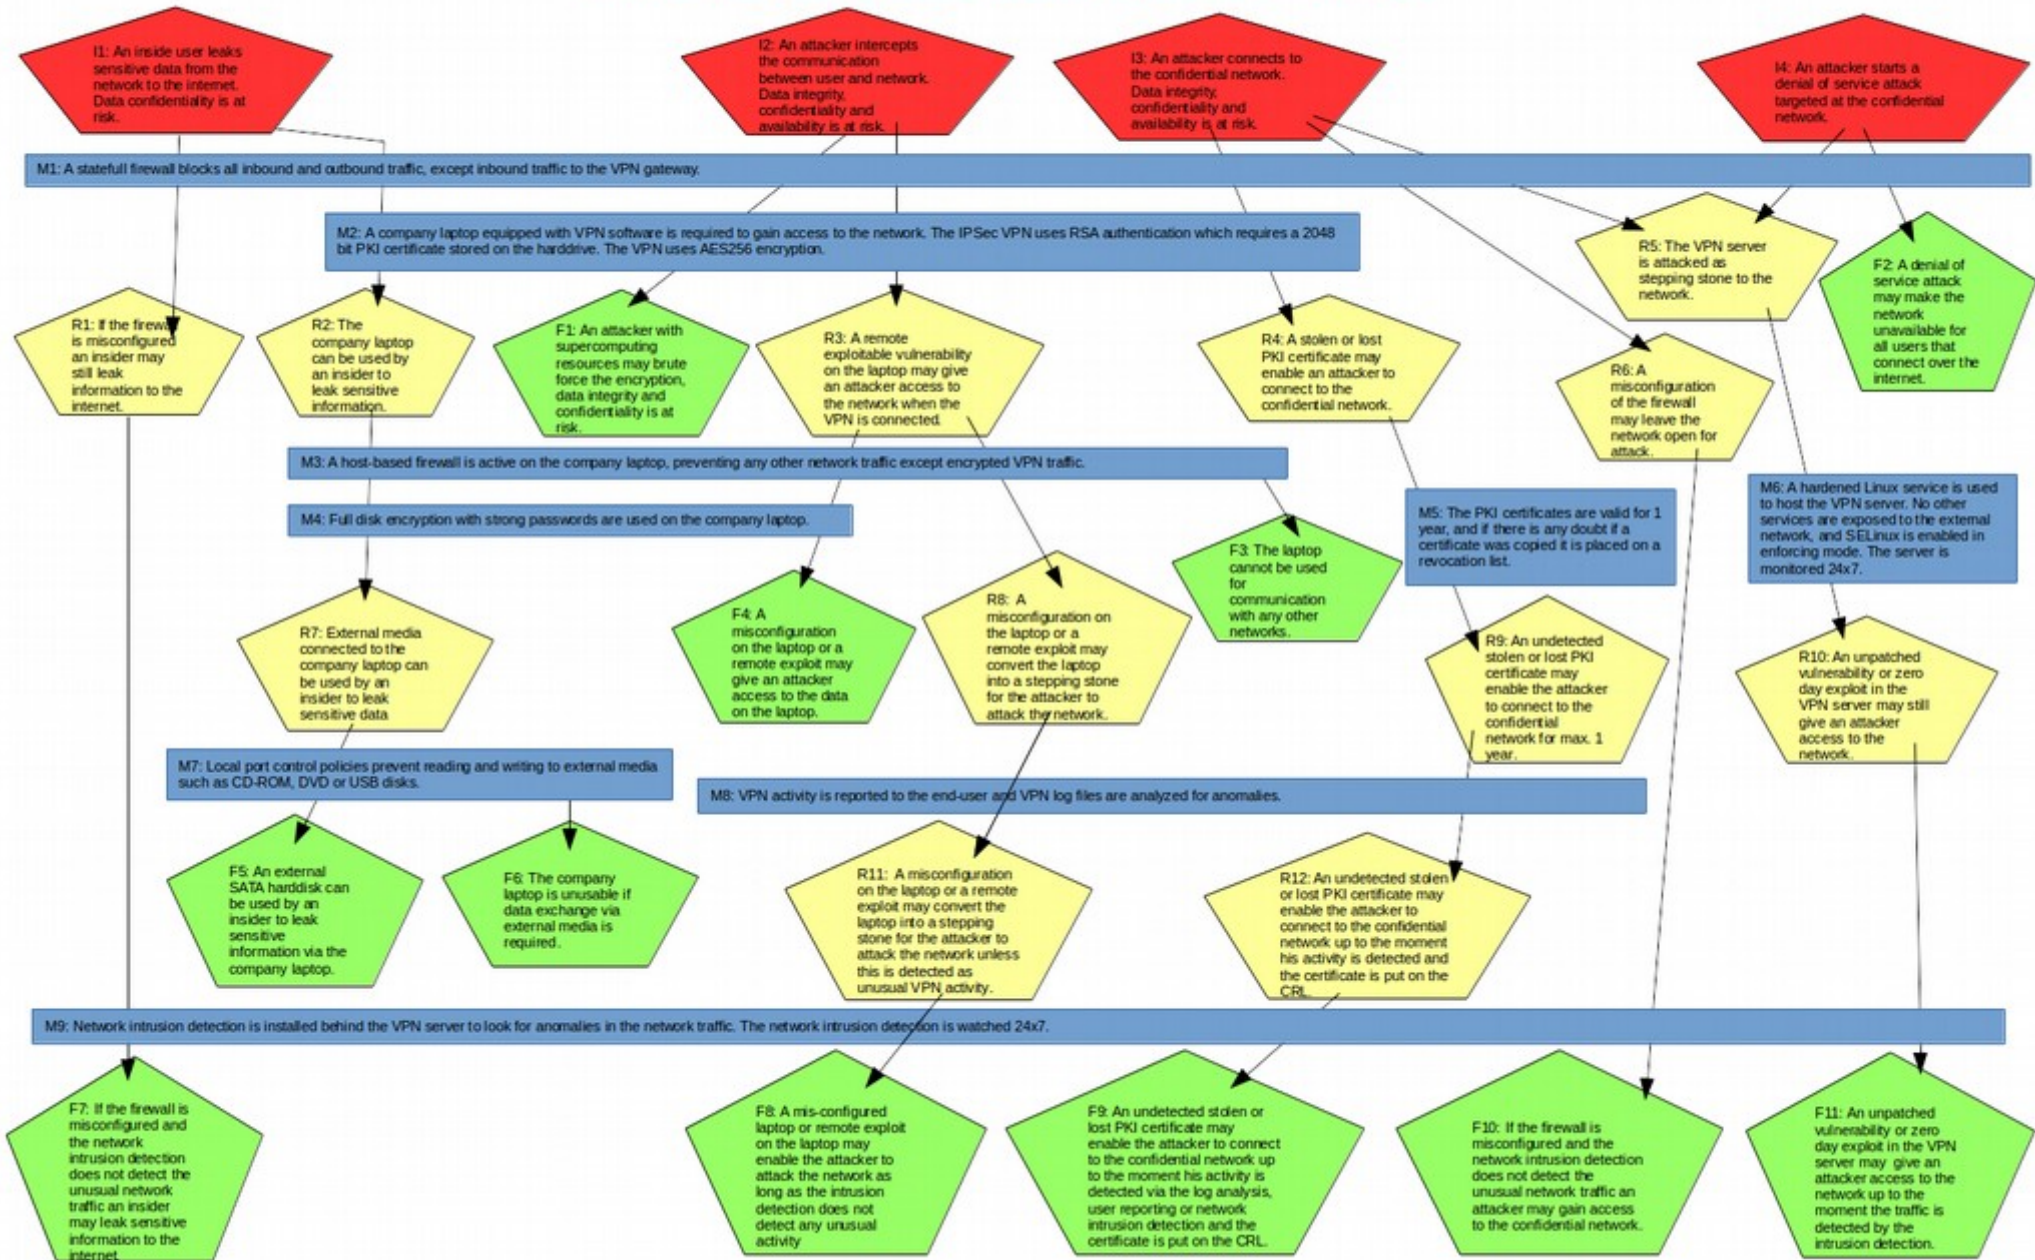 I1: An inside user leaks
sensitive data from the
network to the internet.
Data confidentiality is at
risk.
I2: An attacker intercepts
the communication
between user and network.
Data integrity,
confidentiality and
availability is at risk.
I3: An attacker connects to
the confidential network.
Data integrity,
confidentiality and
availability is at risk.
I4: An attacker starts a
denial of service attack
targeted at the confidential
network.
M1: A statefull firewall blocks all inbound and outbound traffic, except inbound traffic to the VPN gateway.
M2: A company laptop equipped with VPN software is required to gain access to the network. The IPSec VPN uses RSA authentication which requires a 2048
bit PKI certificate stored on the harddrive. The VPN uses AES256 encryption.
R5: The VPN server
is attacked as
stepping stone to the
network.
F2: A denial of
service attack
may make the
network
unavailable for
all users that
connect over the
internet.
R1: If the firewall
is misconfigured
an insider may
still leak
information to the
internet.
R2: The
company laptop
can be used by
an insider to
leak sensitive
information.
F1: An attacker with
supercomputing
resources may brute
force the encryption,
data integrity and
confidentiality is at
risk.
R3: A remote
exploitable vulnerability
on the laptop may give
an attacker access to
the network when the
VPN is connected.
R4: A stolen or lost
PKI certificate may
enable an attacker to
connect to the
confidential network.
R6: A
misconfiguration
of the firewall
may leave the
network open for
attack.
M3: A host-based firewall is active on the company laptop, preventing any other network traffic except encrypted VPN traffic.
M4: Full disk encryption with strong passwords are used on the company laptop.
M5: The PKI certificates are valid for 1
year, and if there is any doubt if a
certificate was copied it is placed on a
revocation list.
M6: A hardened Linux service is used
to host the VPN server. No other
services are exposed to the external
network, and SELinux is enabled in
enforcing mode. The server is
monitored 24x7.
F3: The laptop
cannot be used
for
communication
with any other
networks.
R7: External media
connected to the
company laptop can
be used by an
insider to leak
sensitive data
F4: A
misconfiguration
on the laptop or a
remote exploit may
give an attacker
access to the data
on the laptop.
R8: A
misconfiguration on
the laptop or a
remote exploit may
convert the laptop
into a stepping stone
for the attacker to
attack the network.
R9: An undetected
stolen or lost PKI
certificate may
enable the attacker
to connect to the
confidential
network for max. 1
year.
R10: An unpatched
vulnerability or zero
day exploit in the
VPN server may still
give an attacker
access to the
network.
M7: Local port control policies prevent reading and writing to external media
such as CD-ROM, DVD or USB disks.
M8: VPN activity is reported to the end-user and VPN log files are analyzed for anomalies.
F5: An external
SATA harddisk can
be used by an
insider to leak
sensitive
information via the
company laptop.
F6: The company
laptop is unusable if
data exchange via
external media is
required.
R11: A misconfiguration
on the laptop or a remote
exploit may convert the
laptop into a stepping
stone for the attacker to
attack the network unless
this is detected as
unusual VPN activity.
R12: An undetected stolen
or lost PKI certificate may
enable the attacker to
connect to the confidential
network up to the moment
his activity is detected and
the certificate is put on the
CRL.
M9: Network intrusion detection is installed behind the VPN server to look for anomalies in the network traffic. The network intrusion detection is watched 24x7.
F7: If the firewall is
misconfigured and
the network
intrusion detection
does not detect the
unusual network
traffic an insider
may leak sensitive
information to the
internet.
F8: A mis-configured
laptop or remote exploit
on the laptop may
enable the attacker to
attack the network as
long as the intrusion
detection does not
detect any unusual
activity
F9: An undetected stolen or
lost PKI certificate may
enable the attacker to connect
to the confidential network up
to the moment his activity is
detected via the log analysis,
user reporting or network
intrusion detection and the
certificate is put on the CRL.
F10: If the firewall is
misconfigured and the
network intrusion detection
does not detect the
unusual network traffic an
attacker may gain access
to the confidential network.
F11: An unpatched
vulnerability or zero
day exploit in the VPN
server may give an
attacker access to the
network up to the
moment the traffic is
detected by the
intrusion detection.